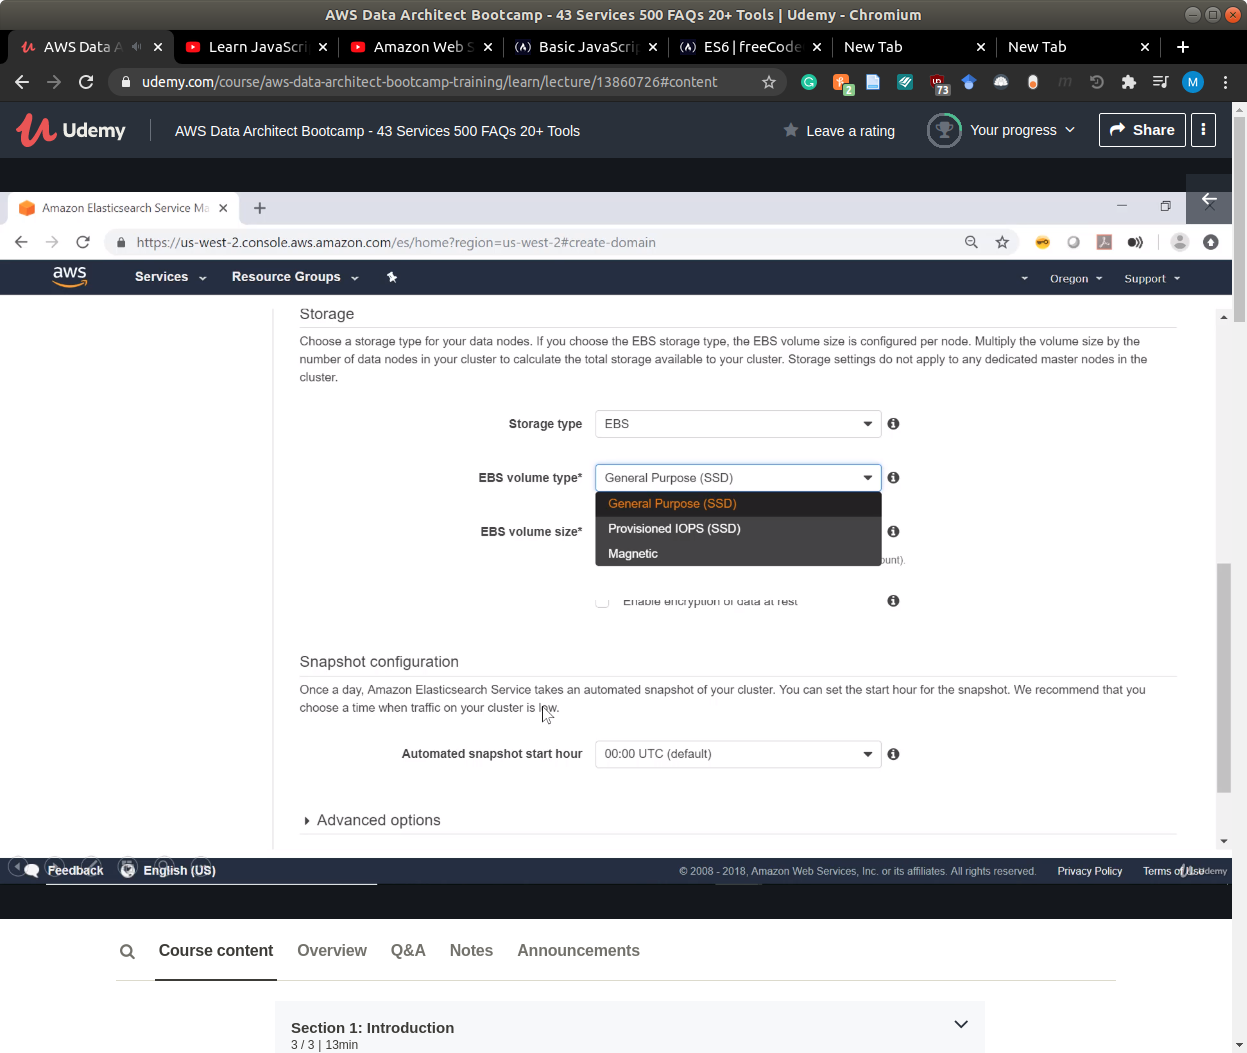 AWS Data Architect Bootcamp - 43 Services 500 FAQs 20+ Tools | Udemy - Chromium
AWS Data A
Learn JavaScri
Amazon Web S
Basic JavaScrip
ES6 | freeCode
New Tab
New Tab
udemy.com/course/aws-data-architect-bootcamp-training/learn/lecture/13860726#content
2
73
M
Udemy
AWS Data Architect Bootcamp - 43 Services 500 FAQs 20+ Tools
Leave a rating
Your progress
Share
Amazon Elasticsearch Service Ma
https://us-west-2.console.aws.amazon.com/es/home?region=us-west-2#create-domain
aws
Services
Resource Groups
Oregon
Support
Storage
Choose a storage type for your data nodes. If you choose the EBS storage type, the EBS volume size is configured per node. Multiply the volume size by the
number of data nodes in your cluster to calculate the total storage available to your cluster. Storage settings do not apply to any dedicated master nodes in the
cluster.
Storage type
EBS
EBS volume type*
General Purpose (SSD)
General Purpose (SSD)
EBS volume size*
Provisioned IOPS (SSD)
Magnetic
ount).
Enable encryption of data at rest
Snapshot configuration
Once a day, Amazon Elasticsearch Service takes an automated snapshot of your cluster. You can set the start hour for the snapshot. We recommend that you
choose a time when traffic on your cluster is low.
Automated snapshot start hour
00:00 UTC (default)
Advanced options
Feedback
English (US)
© 2008 - 2018, Amazon Web Services, Inc. or its affiliates. All rights reserved.
Privacy Policy
Terms of Use
Udemy
Course content
Overview
Q&A
Notes
Announcements
Section 1: Introduction
3 / 3 | 13min